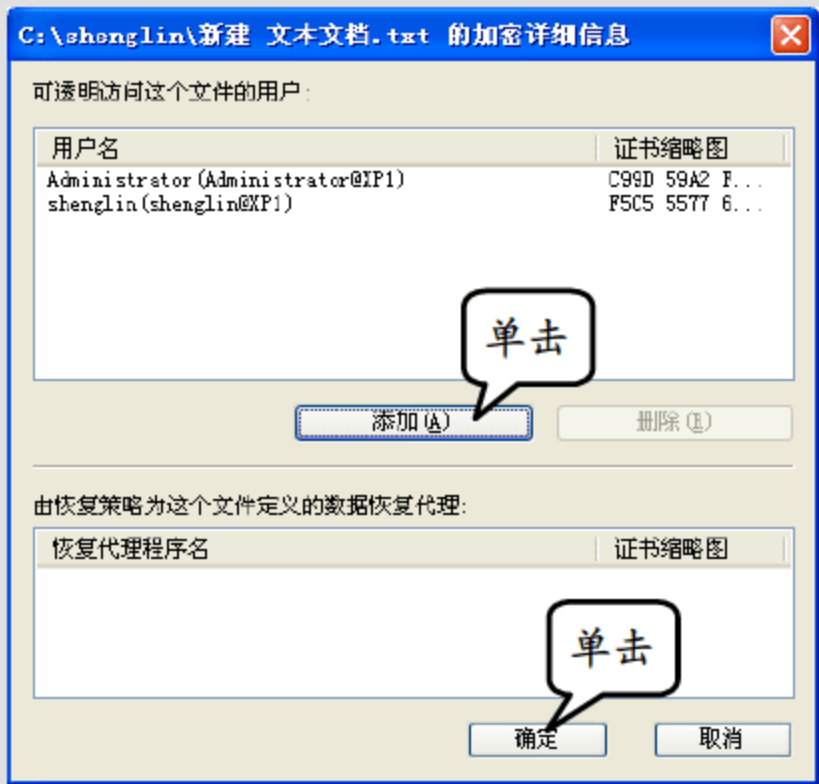 C:\shenglin\新建 文本文档.txt 的加密详细信息
可透明访问这个文件的用户:
用户名 证书缩略图
Administrator(Administrator@XP1) C99D 59A2 F...
shenglin(shenglin@XP1) F5C5 5577 6...
单击
添加(A) 删除(R)
由恢复策略为这个文件定义的数据恢复代理:
恢复代理程序名 证书缩略图
单击
确定 取消